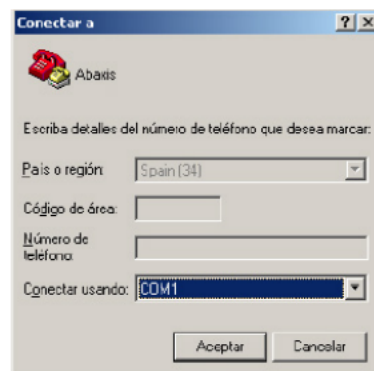 Conectar a
Abaxis
Escriba detalles del número de teléfono que desea marcar:
País o región:
Spain (34)
Código de área:
Número de
teléfono:
Conectar usando:
COM1
Aceptar
Cancelar